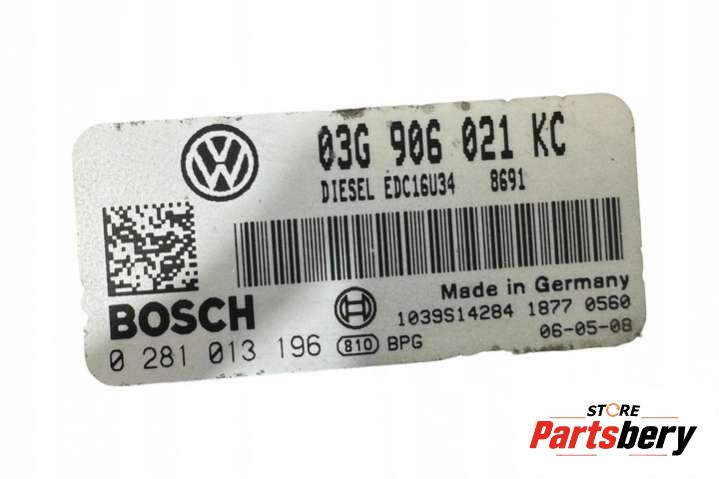 03G 906 021 KC
DIESEL EDC16U34 8691
Made in Germany
BOSCH
1039S14284 1877 0560
0 281 013 196 810 BPG
06-05-08
STORE
Partsbery